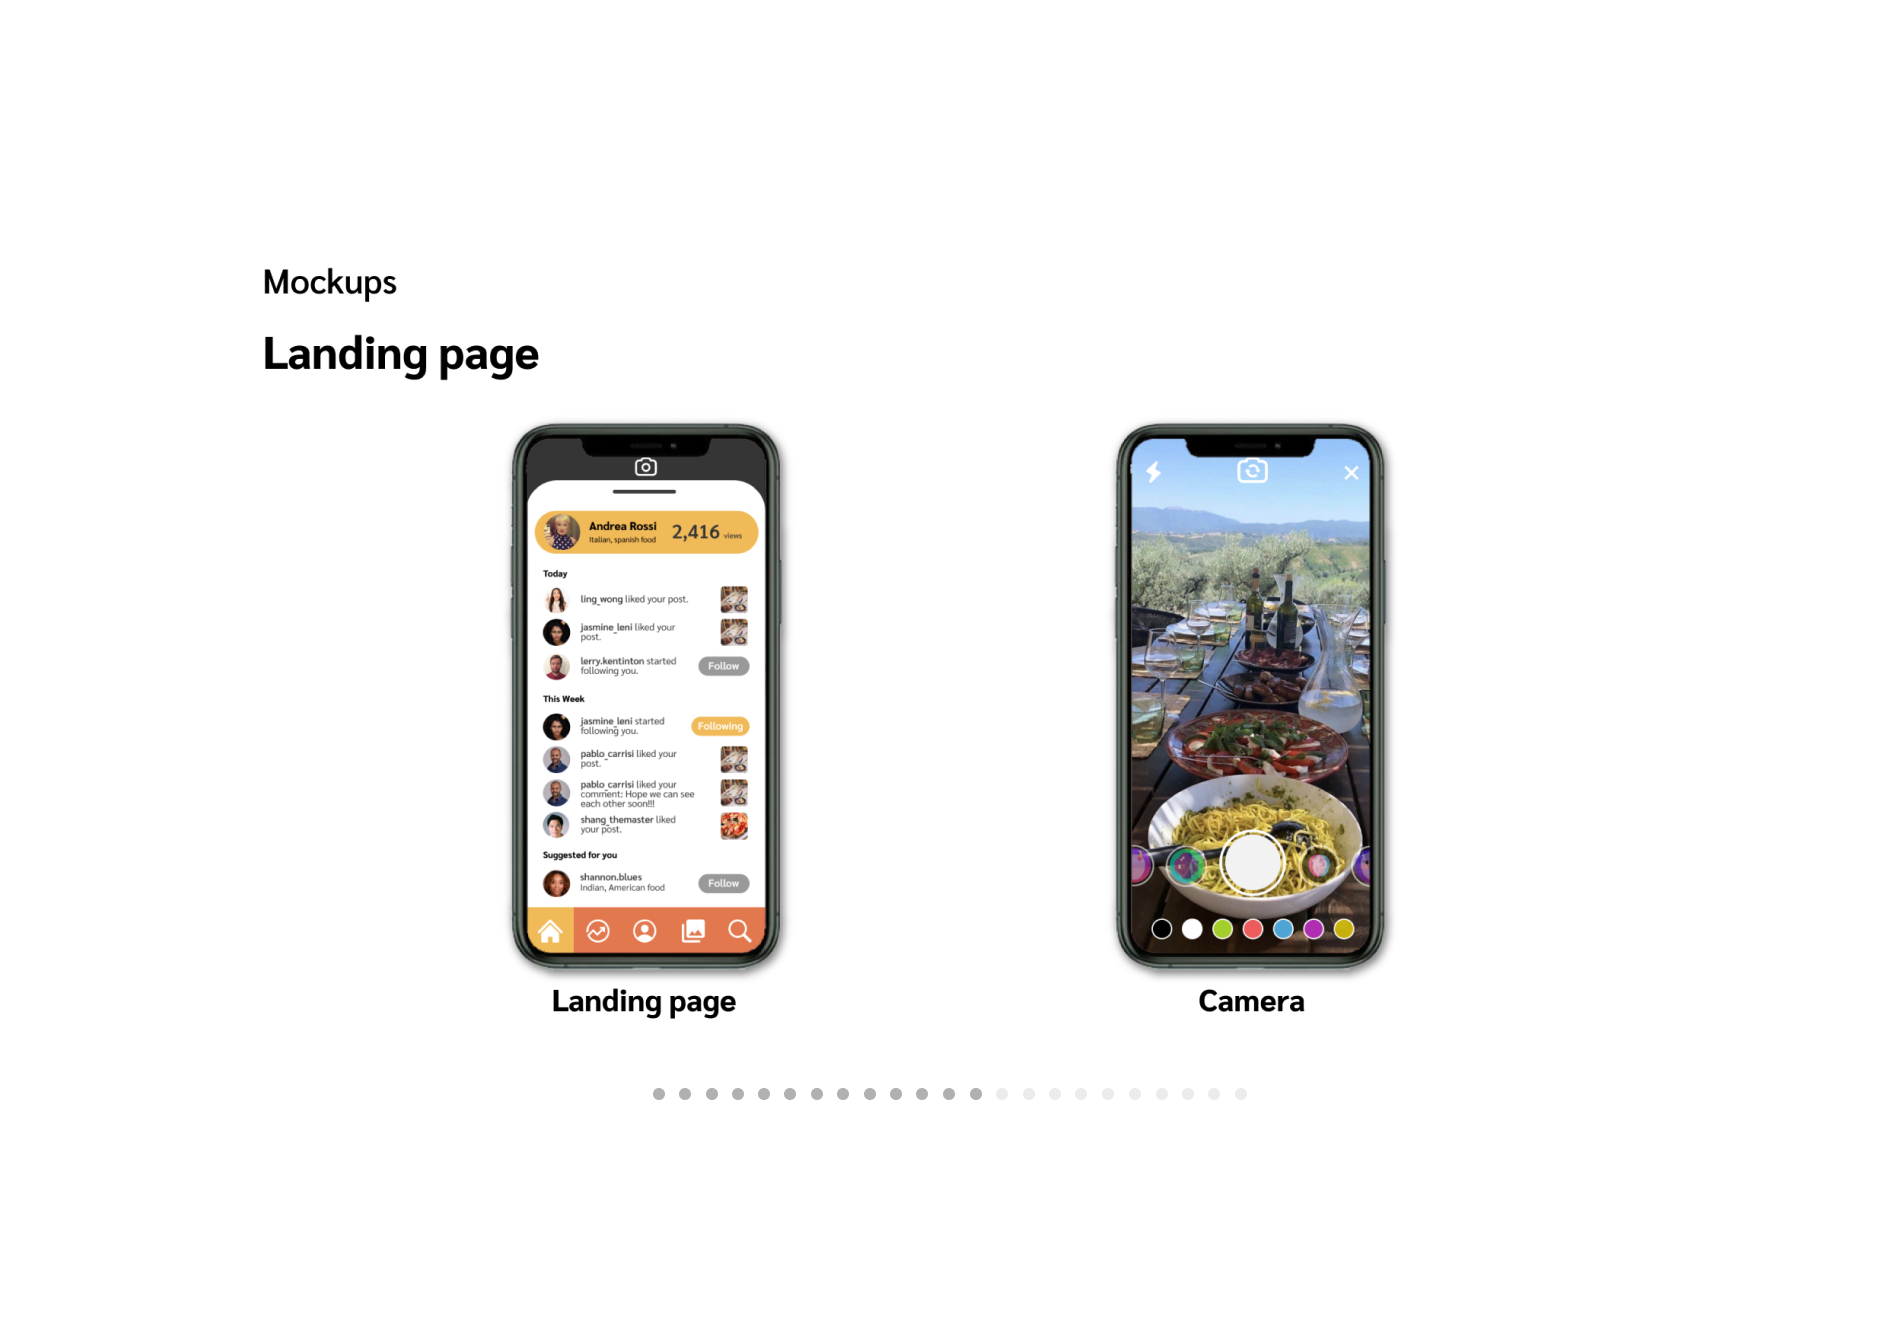 Mockups
Landing page
Andrea Rossi
Italian, spanish food
2,416 views
Today
ling_wong liked your post.
jasmine_leni liked your
post.
lerry.kentinton started
following you.
Follow
This Week
jasmine_leni started
following you.
Following
pablo_carrisi liked your
post.
pablo_carrisi liked your
comment: Hope we can see
each other soon!!!
shang_themaster liked
your post.
Suggested for you
shannon.blues
Indian, American food
Follow
Landing page
Camera